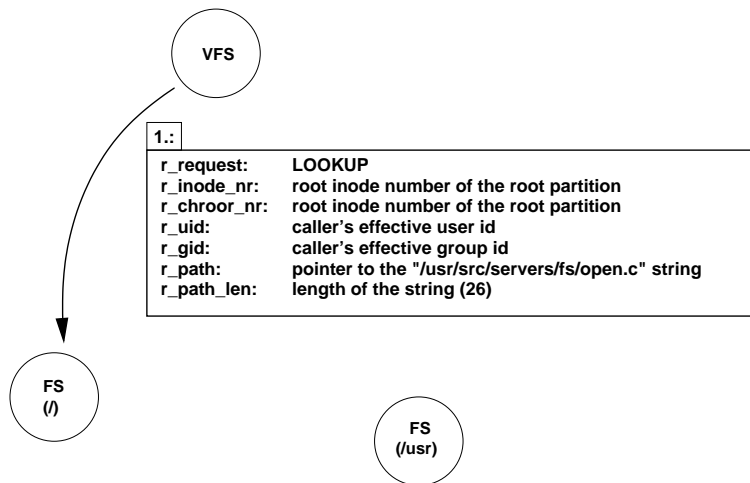 VFS
1.:
r_request: LOOKUP
r_inode_nr: root inode number of the root partition
r_chroor_nr: root inode number of the root partition
r_uid: caller's effective user id
r_gid: caller's effective group id
r_path: pointer to the "/usr/src/servers/fs/open.c" string
r_path_len: length of the string (26)
FS
(/)
FS
(/usr)